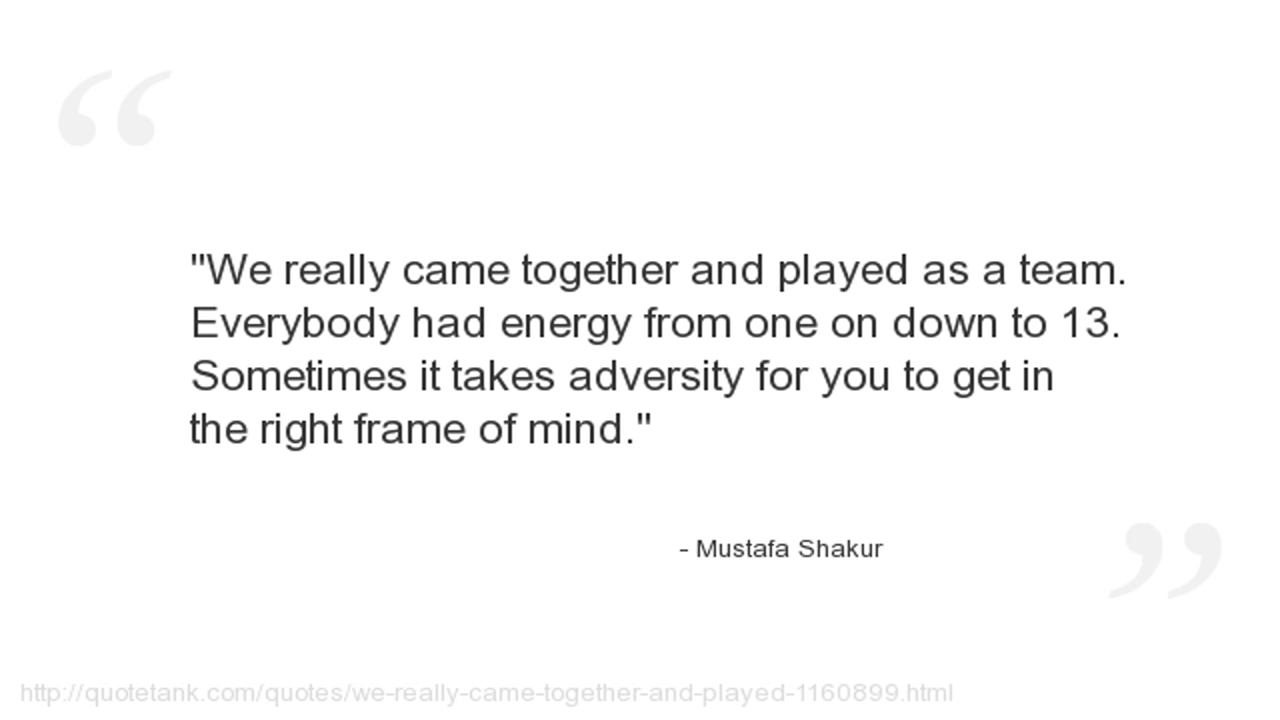 "We really came together and played as a team.
Everybody had energy from one on down to 13.
Sometimes it takes adversity for you to get in
the right frame of mind."
- Mustafa Shakur
http://quotetank.com/quotes/we-really-came-together-and-played-1160899.html